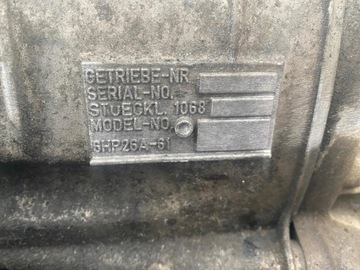 GETRIEBE-NR
SERIAL-NO.
STUECKL. 1068
MODEL-NO.
6HP26A-61